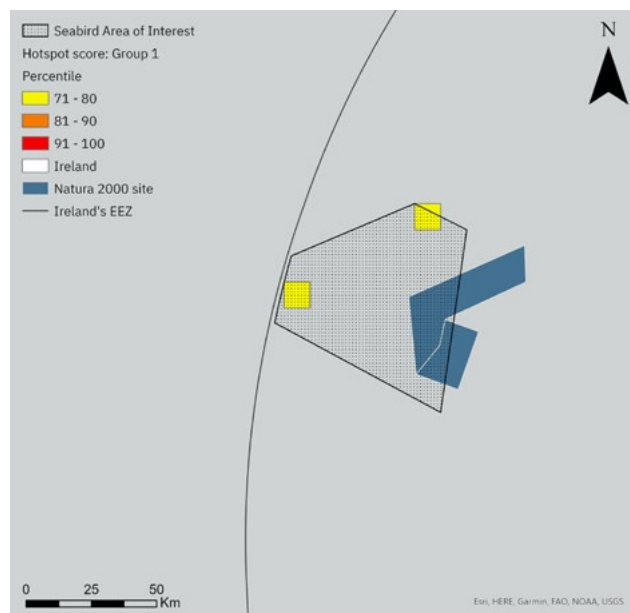 Seabird Area of Interest
Hotspot score: Group 1
Percentile
71 - 80
81 - 90
91 - 100
Ireland
Natura 2000 site
Ireland's EEZ
N
0 25 50
Km
Esri, HERE, Garmin, FAO, NOAA, USGS